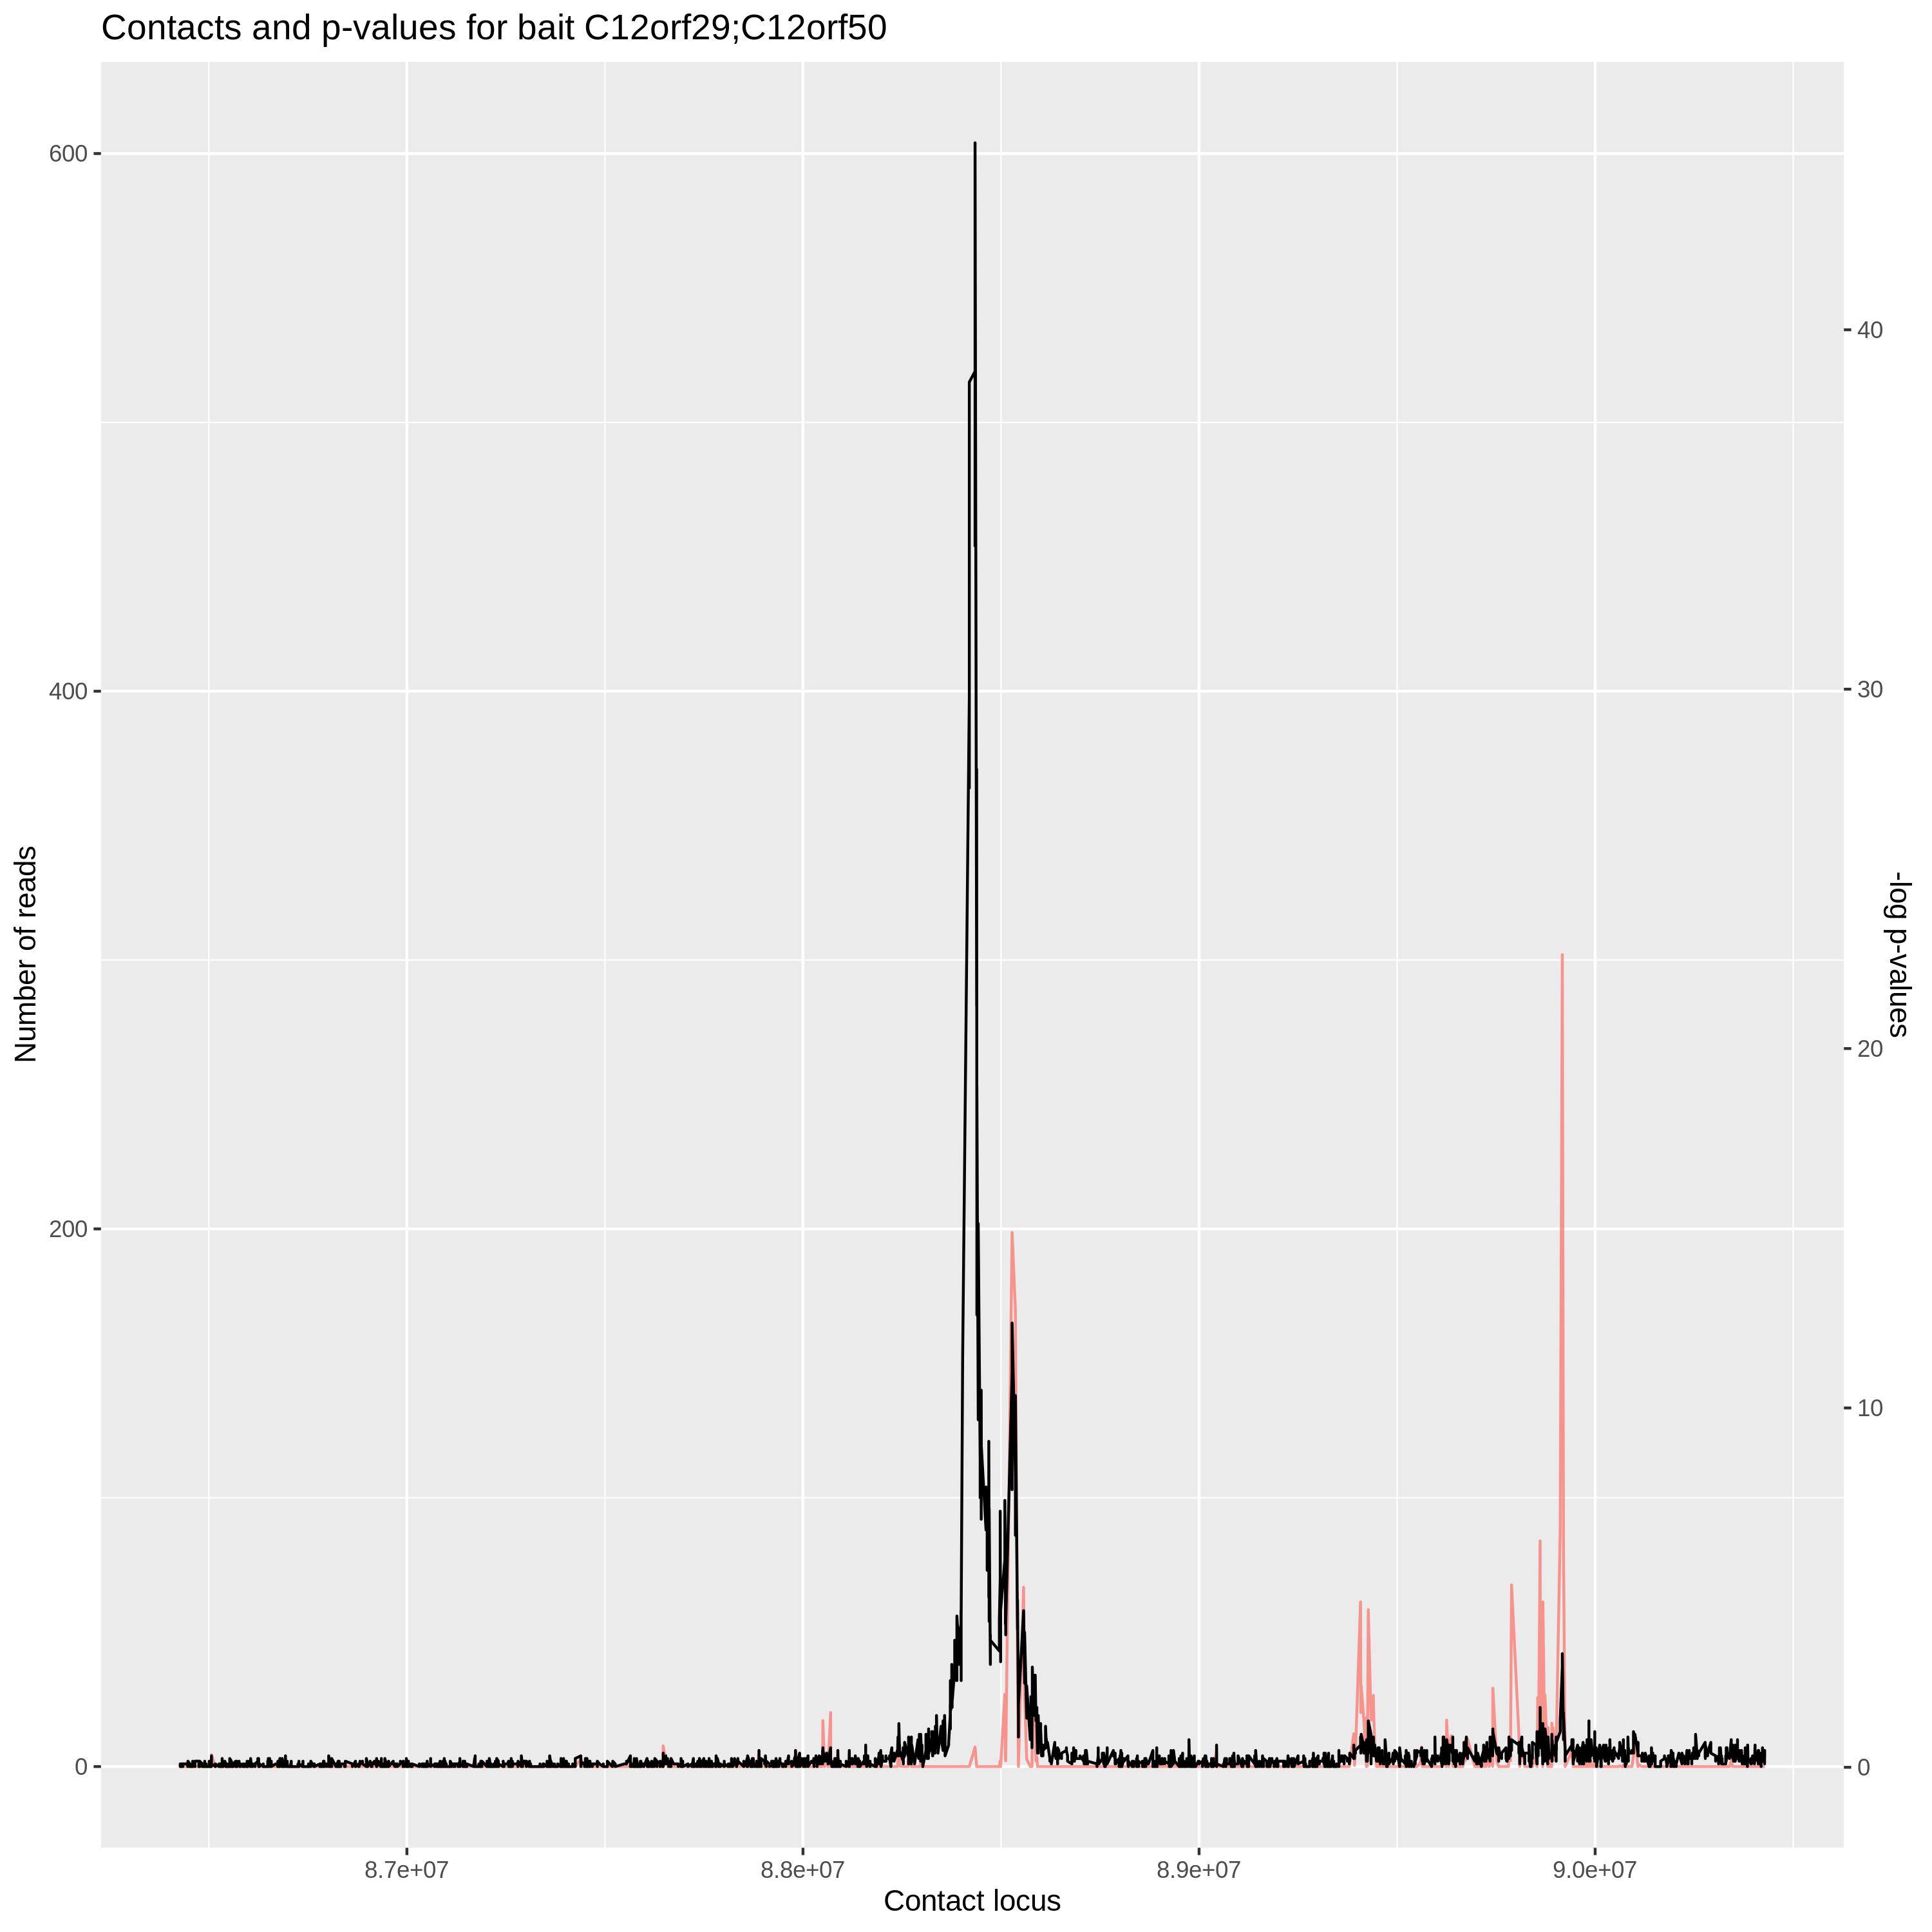 Contacts and p-values for bait C12orf29;C12orf50
600
400
200
0
Number of reads
40
30
20
10
0
-log p-values
8.7e+07
8.8e+07
8.9e+07
9.0e+07
Contact locus